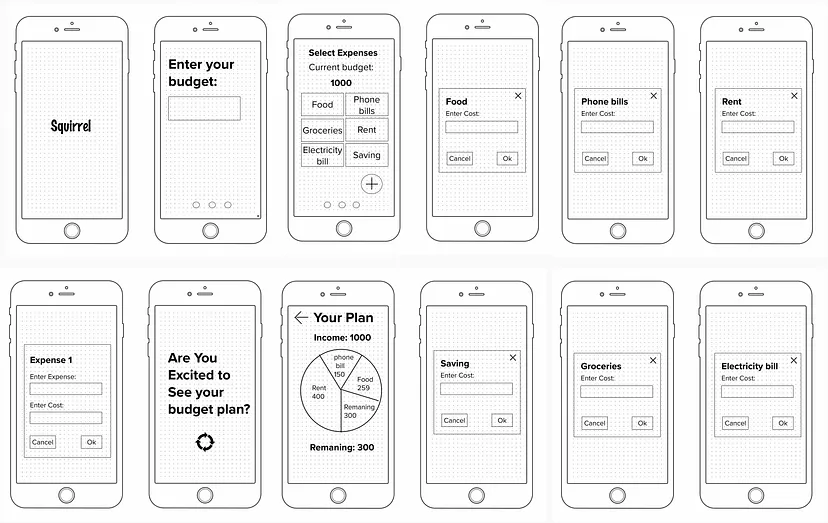 Squirrel
Enter your
budget:
Select Expenses
Current budget:
1000
Food
Phone
bills
Groceries
Rent
Electricity
bill
Saving
Food
Enter Cost:
Cancel
Ok
Phone bills
Enter Cost:
Cancel
Ok
Rent
Enter Cost:
Cancel
Ok
Expense 1
Enter Expense:
Enter Cost:
Cancel
Ok
Are You
Excited to
See your
budget plan?
Your Plan
Income: 1000
phone
bill
150
Food
259
Rent
400
Remaning
300
Remaning: 300
Saving
Enter Cost:
Cancel
Ok
Groceries
Enter Cost:
Cancel
Ok
Electricity bill
Enter Cost:
Cancel
Ok